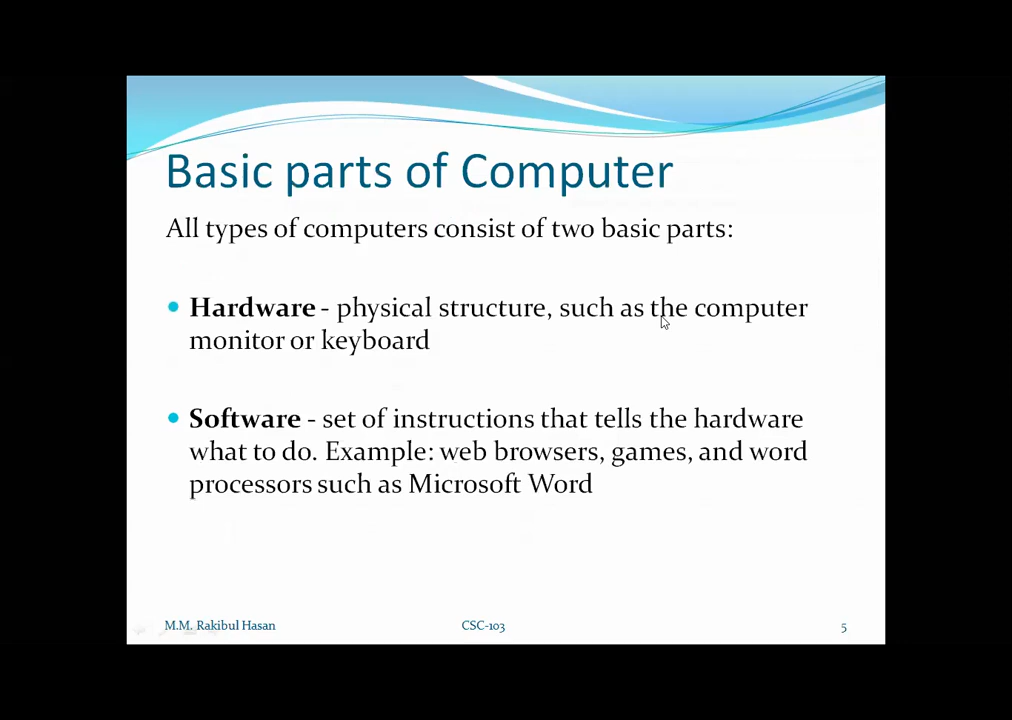 Basic parts of Computer
All types of computers consist of two basic parts:
• Hardware - physical structure, such as the computer
monitor or keyboard
• Software - set of instructions that tells the hardware
what to do. Example: web browsers, games, and word
processors such as Microsoft Word
M.M. Rakibul Hasan
CSC-103
5